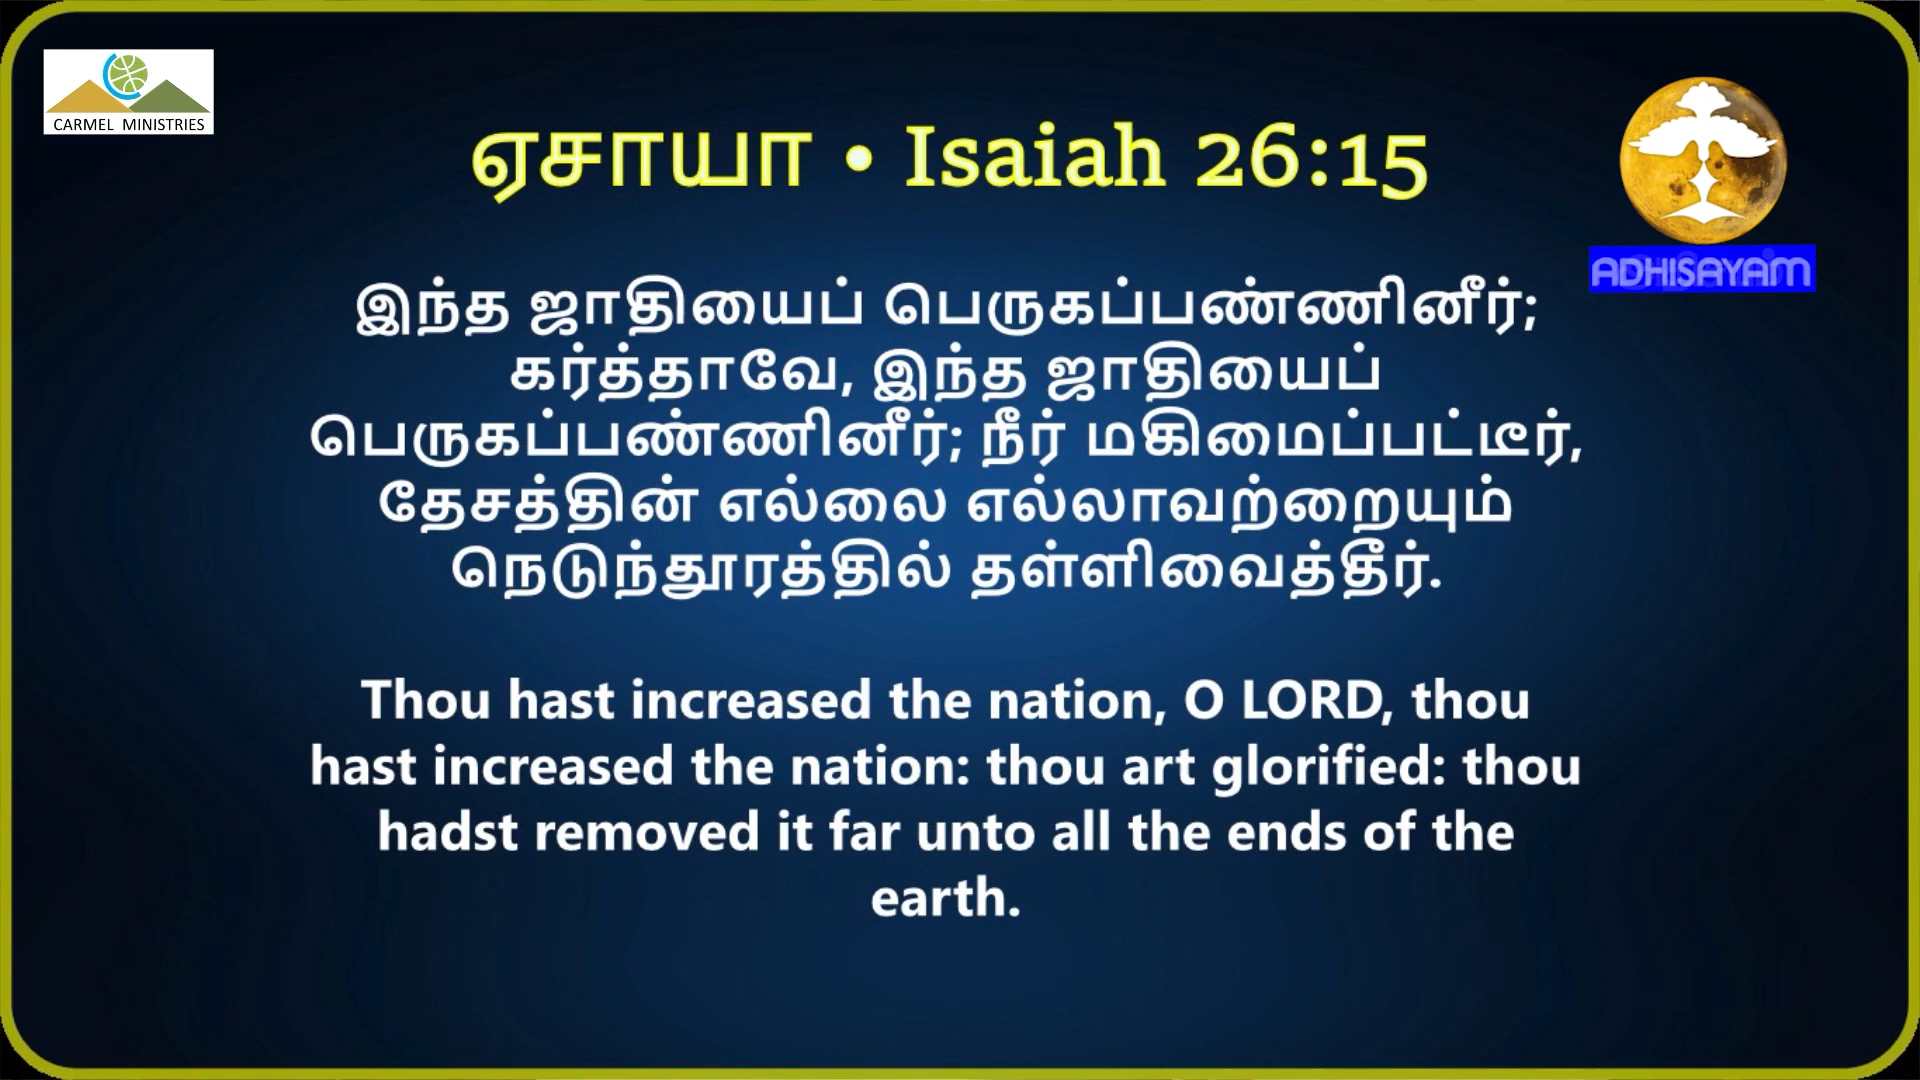 CARMEL MINISTRIES
ஏசாயா • Isaiah 26:15
ADHISAYAM
இந்த ஜாதியைப் பெருகப்பண்ணினீர்;
கர்த்தாவே, இந்த ஜாதியைப்
பெருகப்பண்ணினீர்; நீர் மகிமைப்பட்டீர்,
தேசத்தின் எல்லை எல்லாவற்றையும்
நெடுந்தூரத்தில் தள்ளிவைத்தீர்.
Thou hast increased the nation, O LORD, thou
hast increased the nation: thou art glorified: thou
hadst removed it far unto all the ends of the
earth.